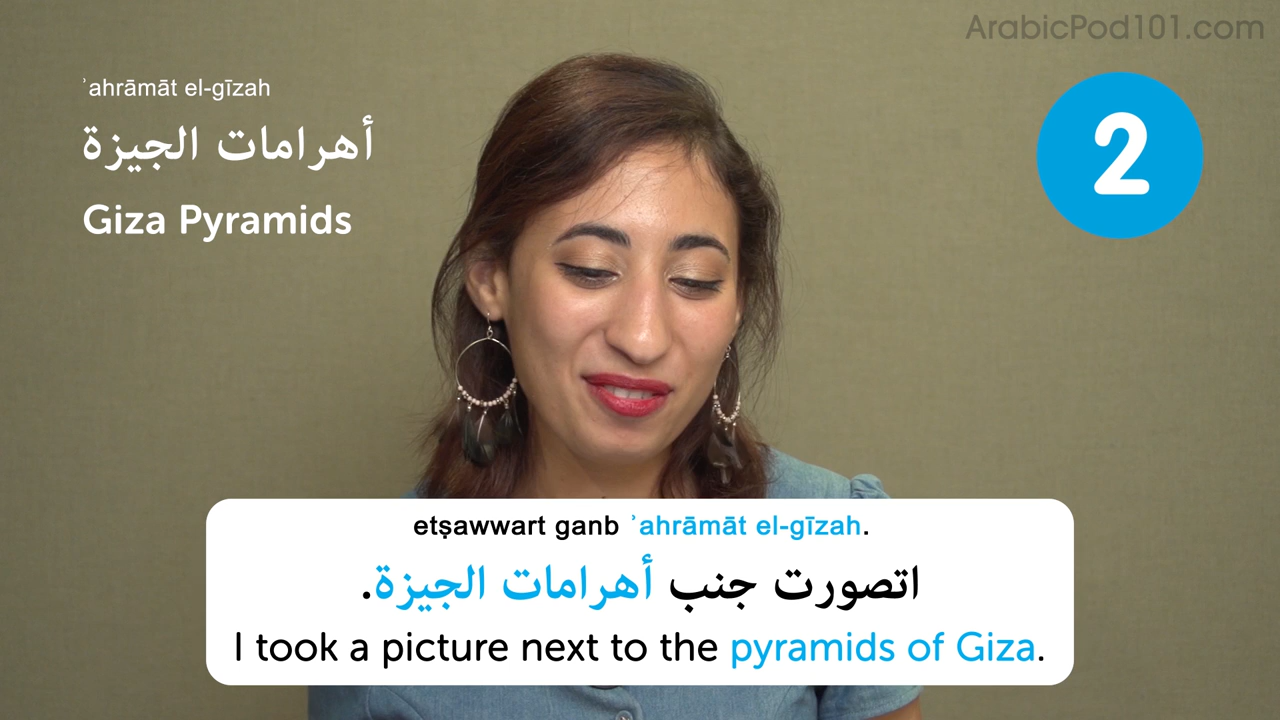 ArabicPod101.com
ʾahrāmāt el-gīzah
أهرامات الجيزة
Giza Pyramids
2
etṣawwart ganb ʾahrāmāt el-gīzah.
اتصورت جنب أهرامات الجيزة.
I took a picture next to the pyramids of Giza.